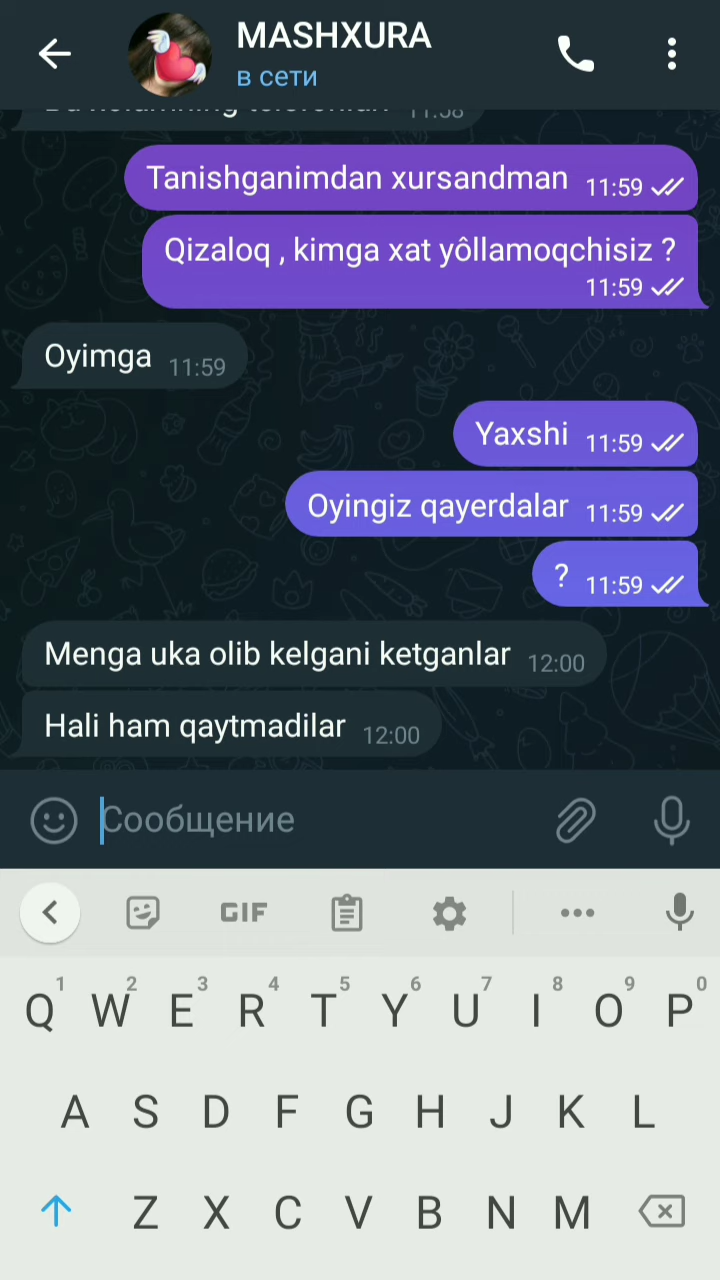 MASHXURA
в сети
11:58
Tanishganimdan xursandman 11:59
Qizaloq , kimga xat yôllamoqchisiz ?
11:59
Oyimga 11:59
Yaxshi 11:59
Oyingiz qayerdalar 11:59
? 11:59
Menga uka olib kelgani ketganlar 12:00
Hali ham qaytmadilar 12:00
Сообщение
GIF
1 2 3 4 5 6 7 8 9 0
Q W E R T Y U I O P
A S D F G H J K L
Z X C V B N M